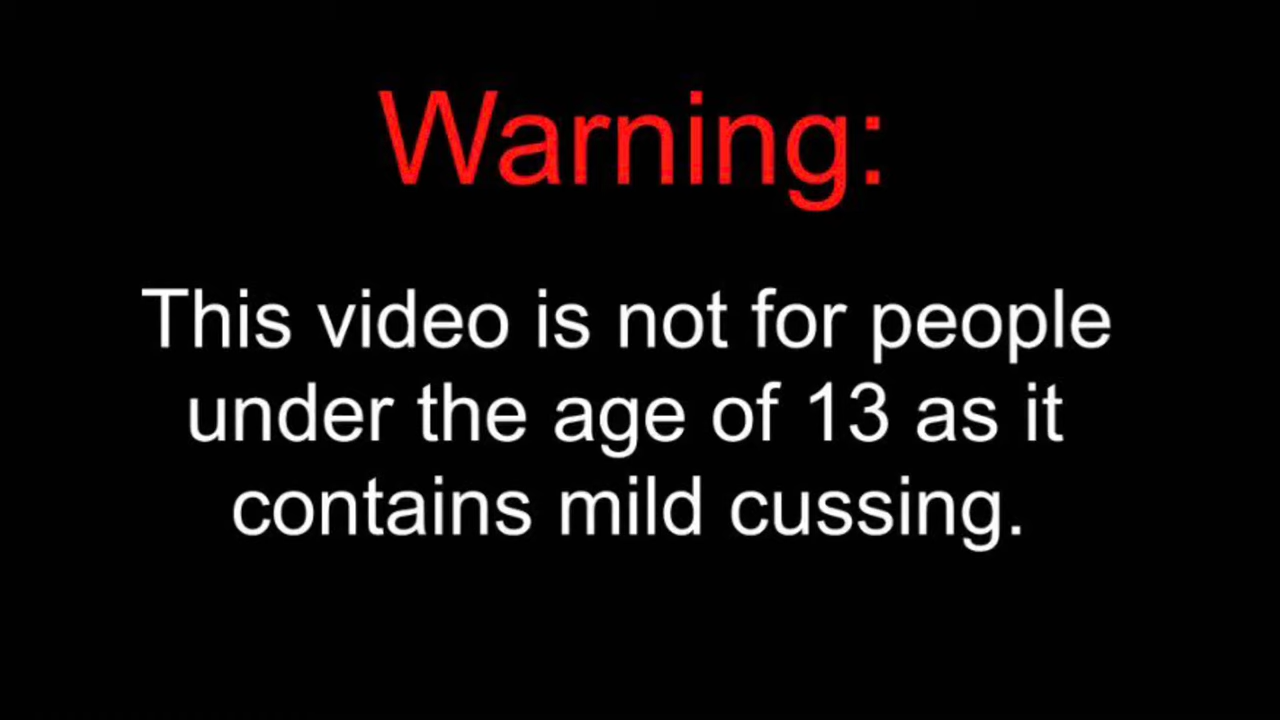 Warning:
This video is not for people
under the age of 13 as it
contains mild cussing.